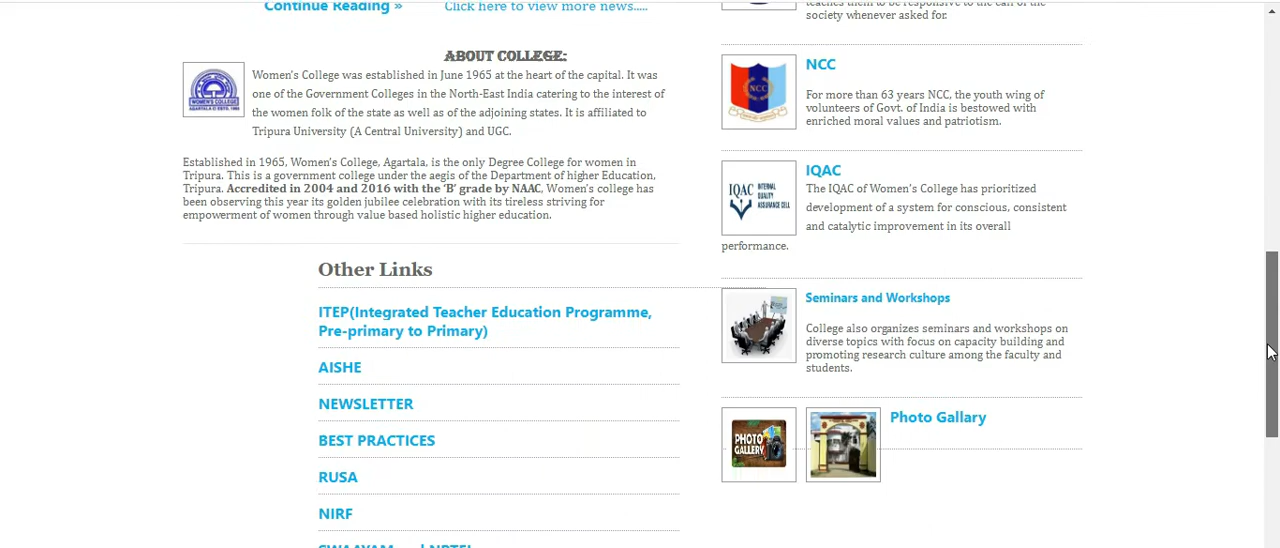 Continue Reading »
Click here to view more news.....
ABOUT COLLEGE:
Women's College was established in June 1965 at the heart of the capital. It was
one of the Government Colleges in the North-East India catering to the interest of
the women folk of the state as well as of the adjoining states. It is affiliated to
Tripura University (A Central University) and UGC.
Established in 1965, Women's College, Agartala, is the only Degree College for women in
Tripura. This is a government college under the aegis of the Department of higher Education,
Tripura. Accredited in 2004 and 2016 with the 'B' grade by NAAC, Women's college has
been observing this year its golden jubilee celebration with its tireless striving for
empowerment of women through value based holistic higher education.
Other Links
ITEP(Integrated Teacher Education Programme,
Pre-primary to Primary)
AISHE
NEWSLETTER
BEST PRACTICES
RUSA
NIRF
teaches them to be responsive to the call of the
society whenever asked for.
NCC
NCC
For more than 63 years NCC, the youth wing of
volunteers of Govt. of India is bestowed with
enriched moral values and patriotism.
IQAC INTERNAL
QUALITY
ASSURANCE CELL
IQAC
The IQAC of Women's College has prioritized
development of a system for conscious, consistent
and catalytic improvement in its overall
performance.
Seminars and Workshops
College also organizes seminars and workshops on
diverse topics with focus on capacity building and
promoting research culture among the faculty and
students.
PHOTO
GALLERY
Photo Gallary